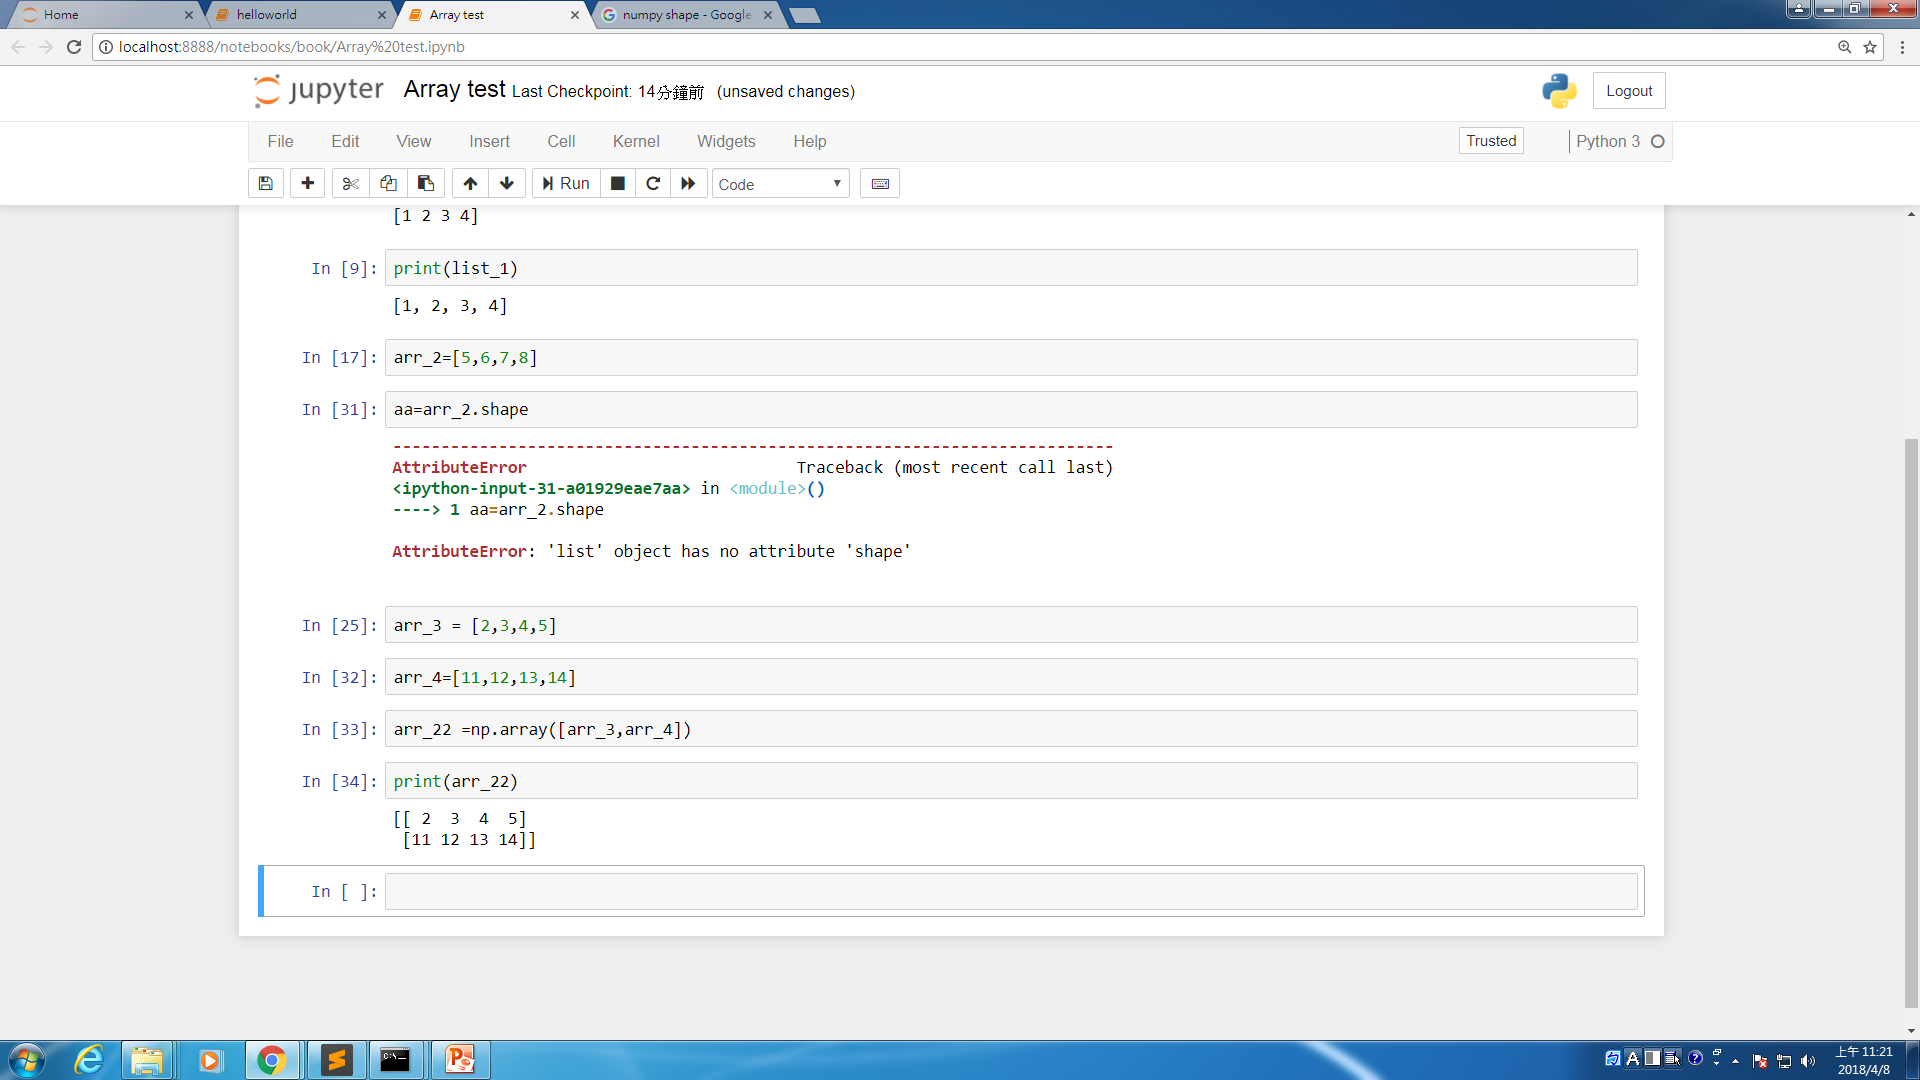 Home
helloworld
Array test
numpy shape - Google
localhost:8888/notebooks/book/Array%20test.ipynb
jupyter Array test Last Checkpoint: 14分鐘前 (unsaved changes)
Logout
File Edit View Insert Cell Kernel Widgets Help
Trusted
Python 3
Run
Code
[1 2 3 4]
In [9]: print(list_1)
[1, 2, 3, 4]
In [17]: arr_2=[5,6,7,8]
In [31]: aa=arr_2.shape
---------------------------------------------------------------------------
AttributeError                            Traceback (most recent call last)
<ipython-input-31-a01929eae7aa> in <module>()
----> 1 aa=arr_2.shape
AttributeError: 'list' object has no attribute 'shape'
In [25]: arr_3 = [2,3,4,5]
In [32]: arr_4=[11,12,13,14]
In [33]: arr_22 =np.array([arr_3,arr_4])
In [34]: print(arr_22)
[[ 2  3  4  5]
 [11 12 13 14]]
In [ ]:
C:\_
A
上午 11:21
2018/4/8